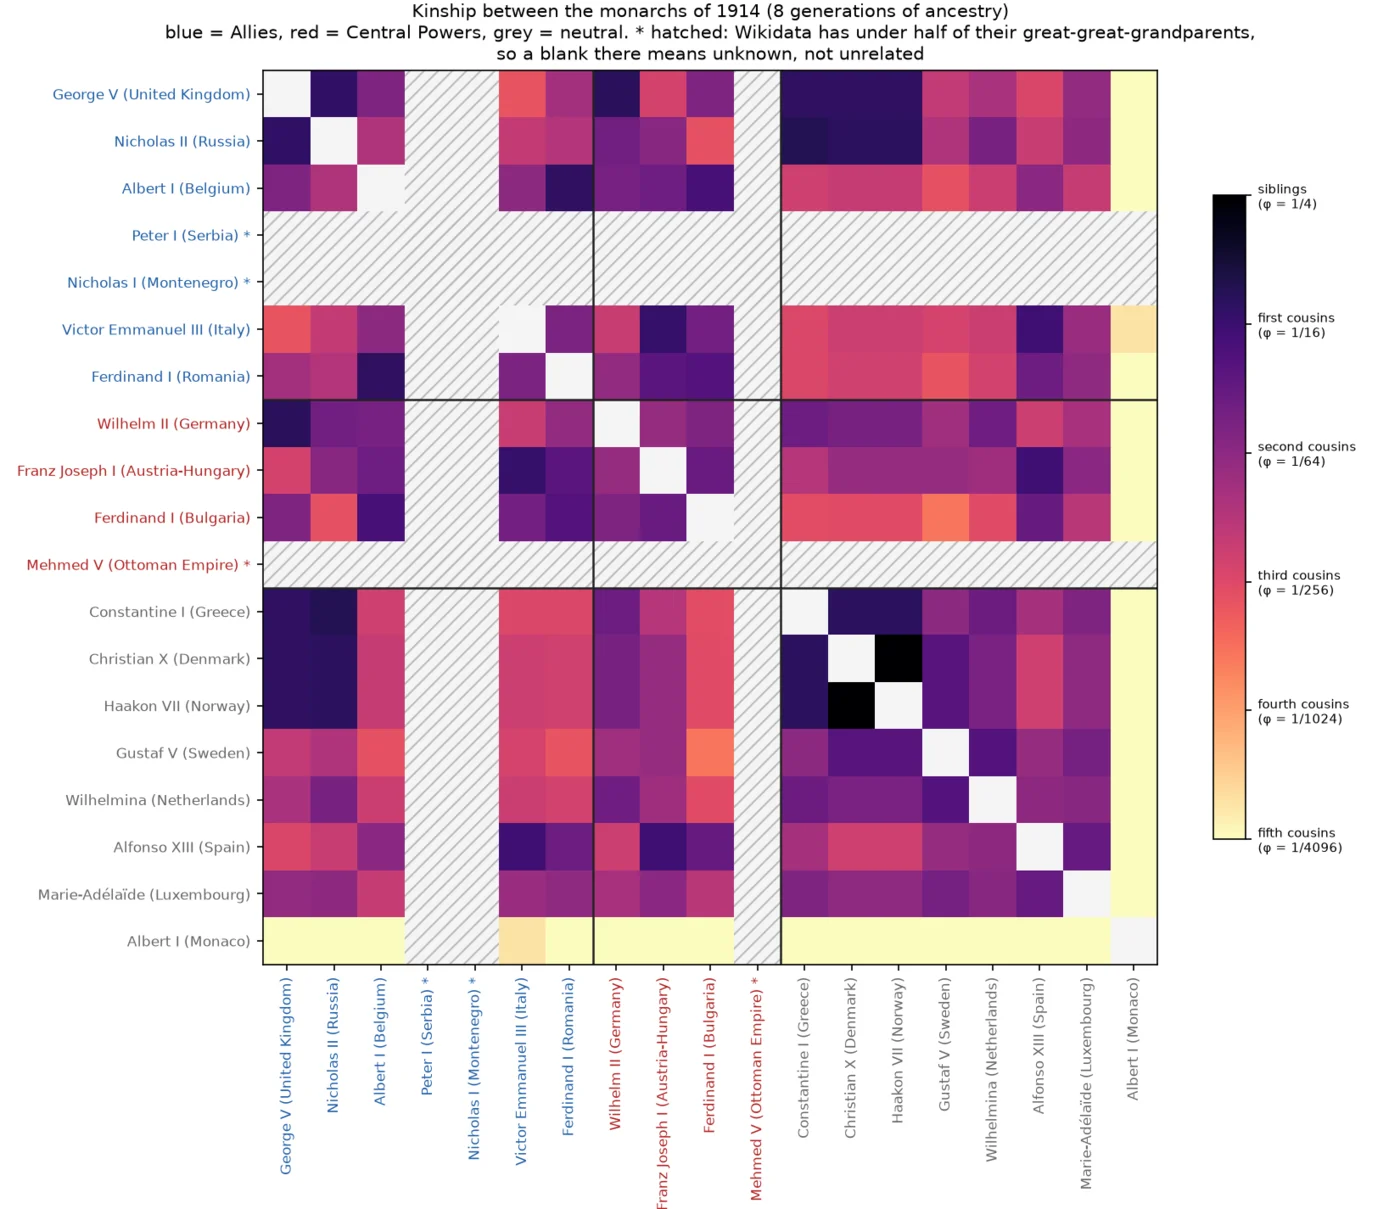 Kinship between the monarchs of 1914 (8 generations of ancestry)
blue = Allies, red = Central Powers, grey = neutral. * hatched: Wikidata has under half of their great-great-grandparents,
so a blank there means unknown, not unrelated
George V (United Kingdom)
Nicholas II (Russia)
Albert I (Belgium)
Peter I (Serbia) *
Nicholas I (Montenegro) *
Victor Emmanuel III (Italy)
Ferdinand I (Romania)
Wilhelm II (Germany)
Franz Joseph I (Austria-Hungary)
Ferdinand I (Bulgaria)
Mehmed V (Ottoman Empire) *
Constantine I (Greece)
Christian X (Denmark)
Haakon VII (Norway)
Gustaf V (Sweden)
Wilhelmina (Netherlands)
Alfonso XIII (Spain)
Marie-Adélaïde (Luxembourg)
Albert I (Monaco)
George V (United Kingdom)
Nicholas II (Russia)
Albert I (Belgium)
Peter I (Serbia) *
Nicholas I (Montenegro) *
Victor Emmanuel III (Italy)
Ferdinand I (Romania)
Wilhelm II (Germany)
Franz Joseph I (Austria-Hungary)
Ferdinand I (Bulgaria)
Mehmed V (Ottoman Empire) *
Constantine I (Greece)
Christian X (Denmark)
Haakon VII (Norway)
Gustaf V (Sweden)
Wilhelmina (Netherlands)
Alfonso XIII (Spain)
Marie-Adélaïde (Luxembourg)
Albert I (Monaco)
siblings
(φ = 1/4)
first cousins
(φ = 1/16)
second cousins
(φ = 1/64)
third cousins
(φ = 1/256)
fourth cousins
(φ = 1/1024)
fifth cousins
(φ = 1/4096)